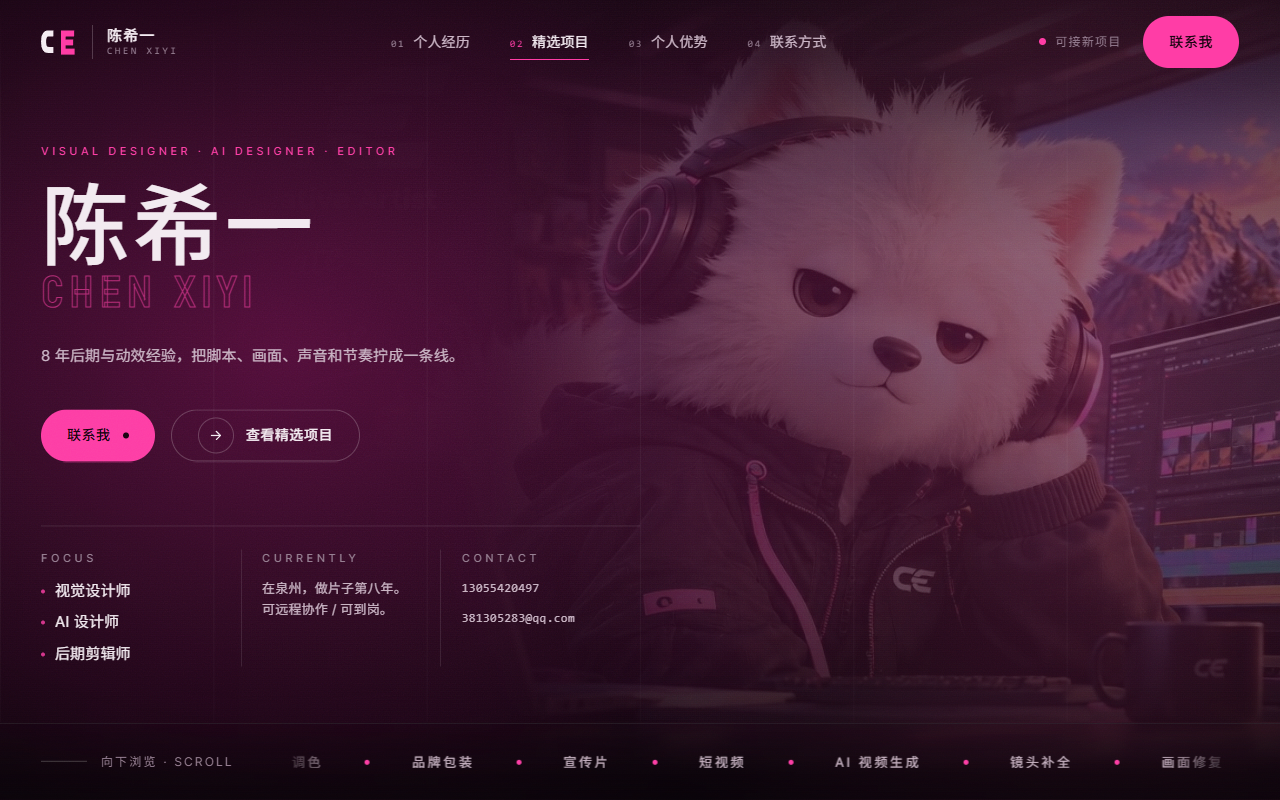 CE
陈希一
CHEN XIYI
01 个人经历
02 精选项目
03 个人优势
04 联系方式
可接新项目
联系我
VISUAL DESIGNER · AI DESIGNER · EDITOR
陈希一
CHEN XIYI
8 年后期与动效经验，把脚本、画面、声音和节奏拧成一条线。
联系我
查看精选项目
FOCUS
视觉设计师
AI 设计师
后期剪辑师
CURRENTLY
在泉州，做片子第八年。
可远程协作 / 可到岗。
CONTACT
13055420497
381305283@qq.com
CE
CE
向下浏览 · SCROLL
调色 • 品牌包装 • 宣传片 • 短视频 • AI 视频生成 • 镜头补全 • 画面修复